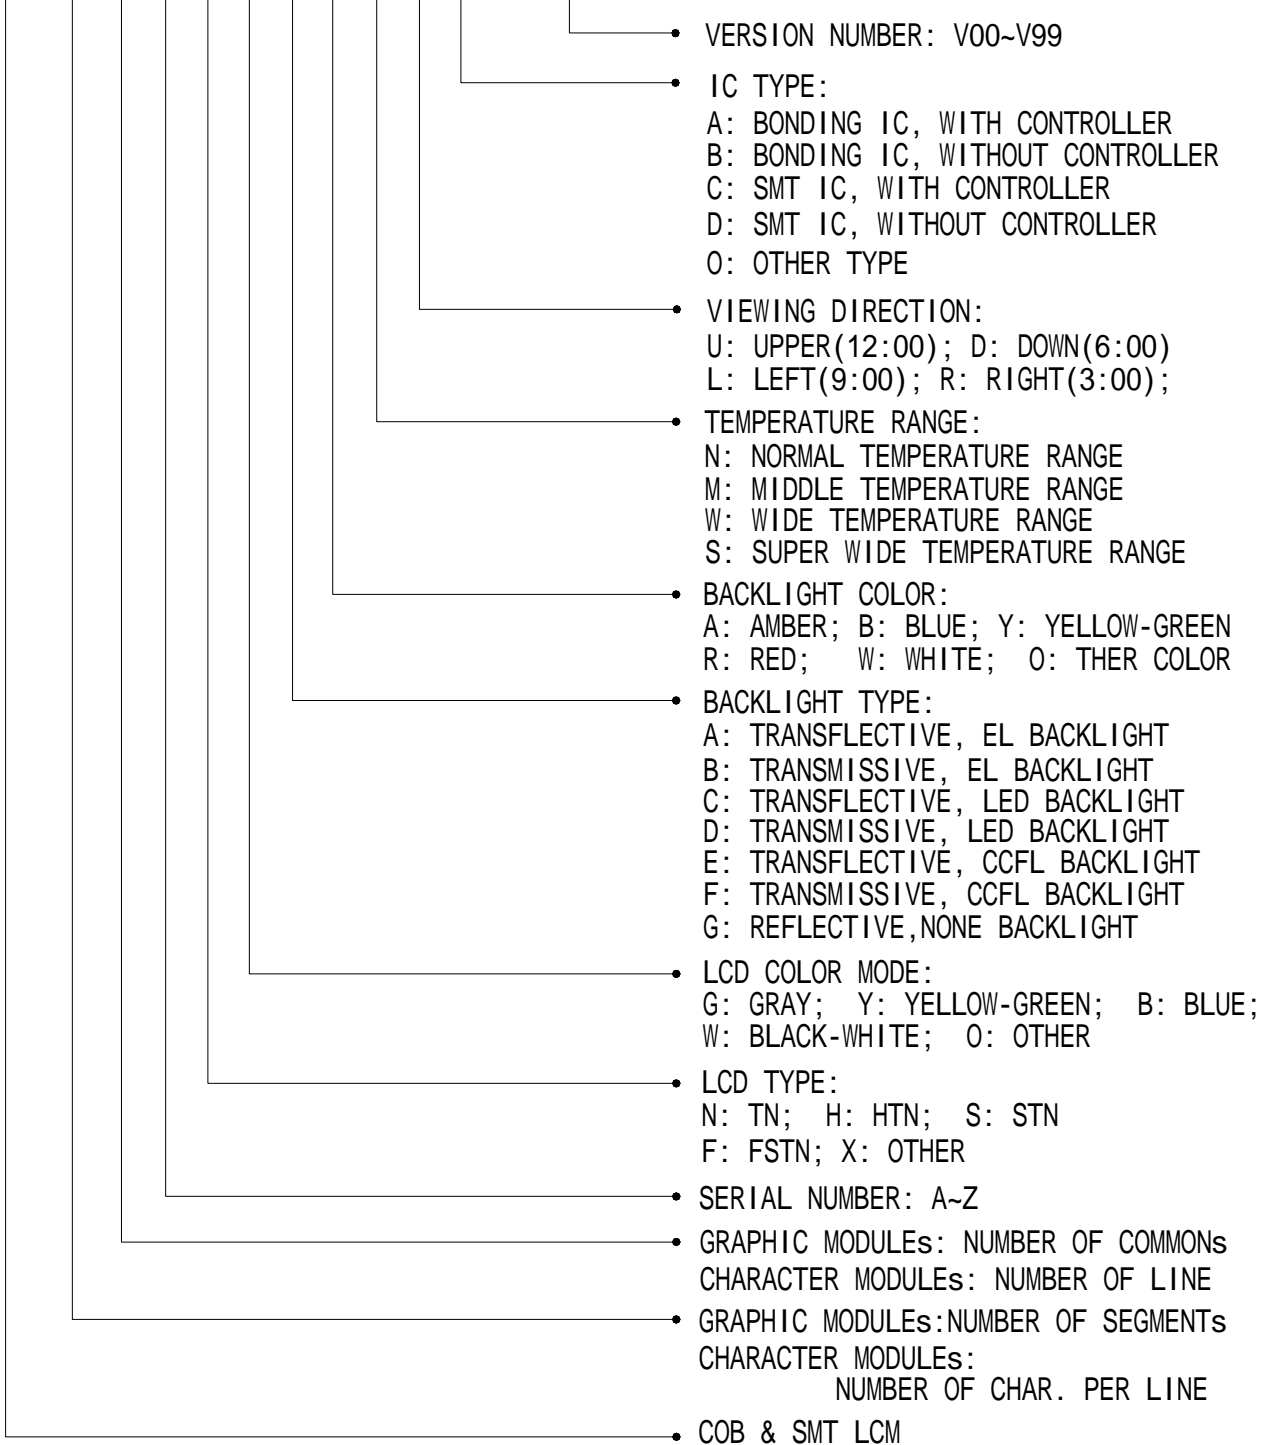 VERSION NUMBER: V00~V99
IC TYPE:
A: BONDING IC, WITH CONTROLLER
B: BONDING IC, WITHOUT CONTROLLER
C: SMT IC, WITH CONTROLLER
D: SMT IC, WITHOUT CONTROLLER
O: OTHER TYPE
VIEWING DIRECTION:
U: UPPER(12:00); D: DOWN(6:00)
L: LEFT(9:00); R: RIGHT(3:00);
TEMPERATURE RANGE:
N: NORMAL TEMPERATURE RANGE
M: MIDDLE TEMPERATURE RANGE
W: WIDE TEMPERATURE RANGE
S: SUPER WIDE TEMPERATURE RANGE
BACKLIGHT COLOR:
A: AMBER; B: BLUE; Y: YELLOW-GREEN
R: RED; W: WHITE; O: THER COLOR
BACKLIGHT TYPE:
A: TRANSFLECTIVE, EL BACKLIGHT
B: TRANSMISSIVE, EL BACKLIGHT
C: TRANSFLECTIVE, LED BACKLIGHT
D: TRANSMISSIVE, LED BACKLIGHT
E: TRANSFLECTIVE, CCFL BACKLIGHT
F: TRANSMISSIVE, CCFL BACKLIGHT
G: REFLECTIVE,NONE BACKLIGHT
LCD COLOR MODE:
G: GRAY; Y: YELLOW-GREEN; B: BLUE;
W: BLACK-WHITE; O: OTHER
LCD TYPE:
N: TN; H: HTN; S: STN
F: FSTN; X: OTHER
SERIAL NUMBER: A~Z
GRAPHIC MODULEs: NUMBER OF COMMONs
CHARACTER MODULEs: NUMBER OF LINE
GRAPHIC MODULEs:NUMBER OF SEGMENTs
CHARACTER MODULEs:
NUMBER OF CHAR. PER LINE
COB & SMT LCM